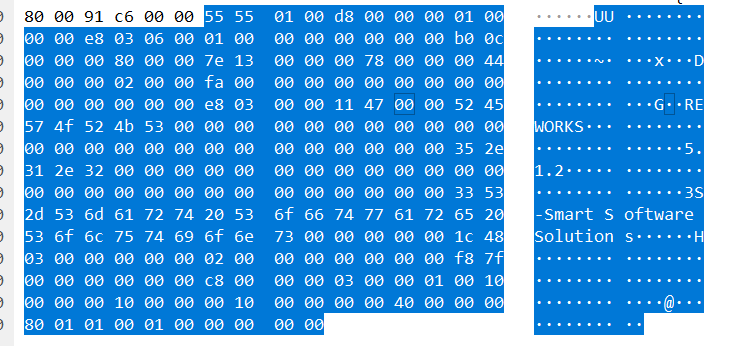 80 00 91 c6 00 00 55 55 01 00 d8 00 00 00 01 00 ······UU ········
00 00 e8 03 06 00 01 00 00 00 00 00 00 00 b0 0c ········ ········
00 00 00 80 00 00 7e 13 00 00 00 78 00 00 00 44 ······~· ···x···D
00 00 00 02 00 00 fa 00 00 00 00 00 00 00 00 00 ········ ········
00 00 00 00 00 00 e8 03 00 00 11 47 00 00 52 45 ········ ···G··RE
57 4f 52 4b 53 00 00 00 00 00 00 00 00 00 00 00 WORKS··· ········
00 00 00 00 00 00 00 00 00 00 00 00 00 00 35 2e ········ ······5.
31 2e 32 00 00 00 00 00 00 00 00 00 00 00 00 00 1.2····· ········
00 00 00 00 00 00 00 00 00 00 00 00 00 00 33 53 ········ ······3S
2d 53 6d 61 72 74 20 53 6f 66 74 77 61 72 65 20 -Smart S oftware
53 6f 6c 75 74 69 6f 6e 73 00 00 00 00 00 1c 48 Solution s······H
03 00 00 00 00 00 02 00 00 00 00 00 00 00 f8 7f ········ ········
00 00 00 00 00 00 c8 00 00 00 03 00 00 01 00 10 ········ ········
00 00 00 10 00 00 00 10 00 00 00 00 40 00 00 00 ········ ····@···
80 01 01 00 01 00 00 00 00 00 ········ ··